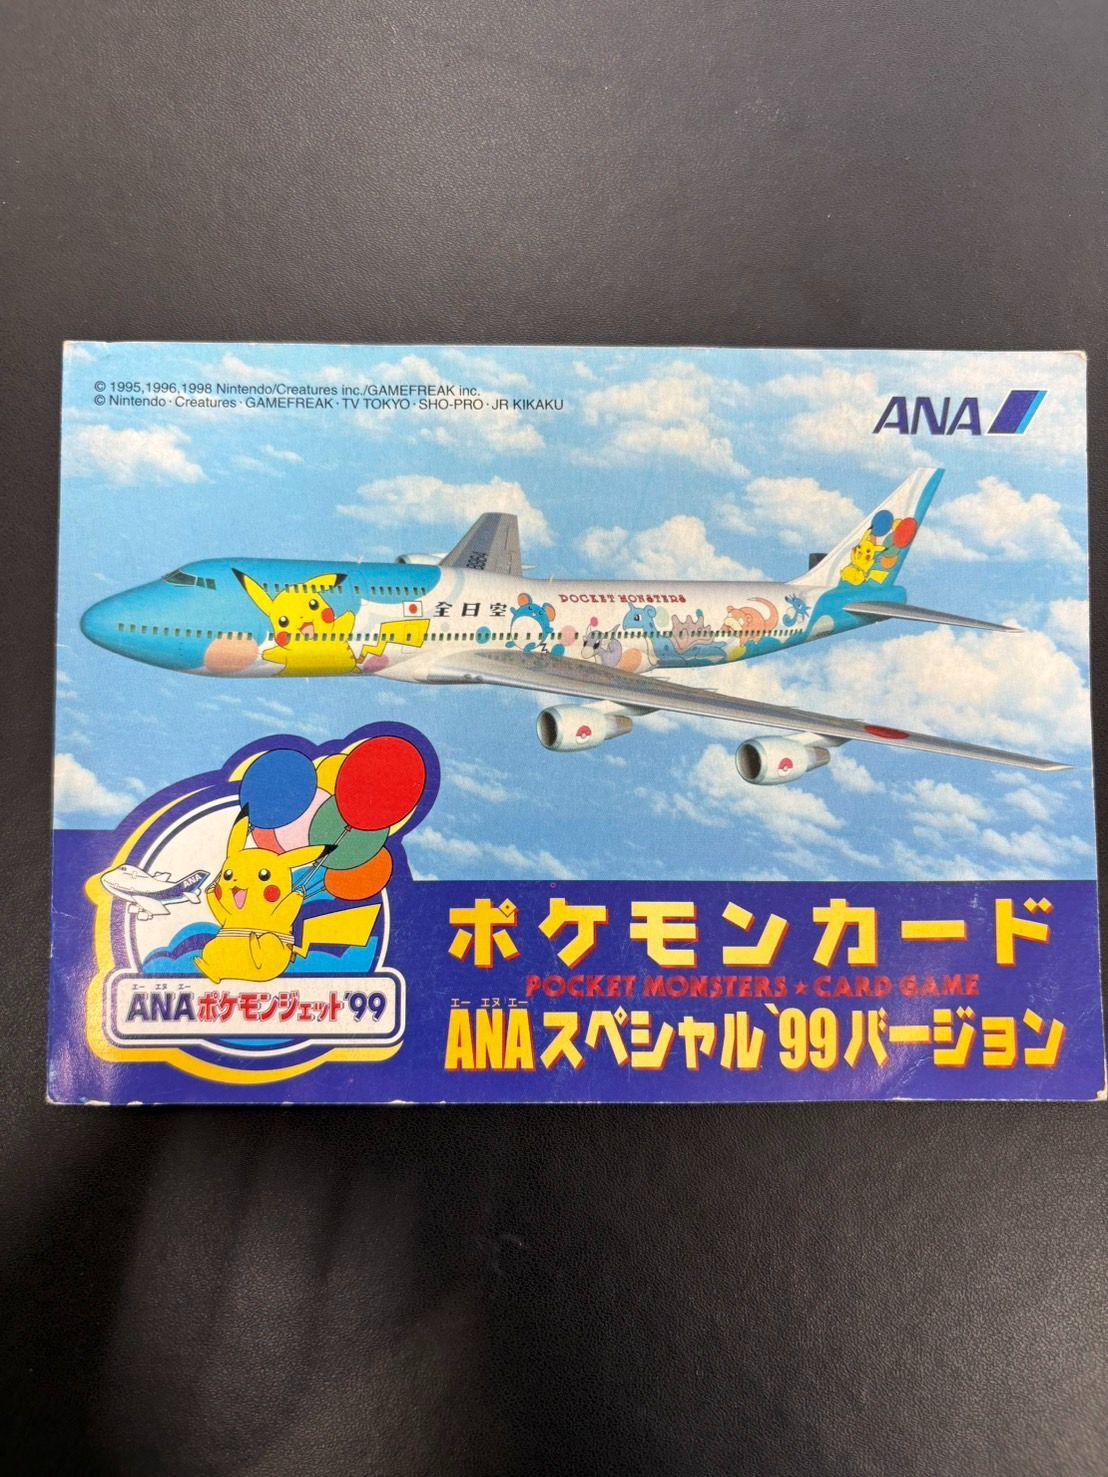 © 1995,1996,1998 Nintendo/Creatures inc./GAMEFREAK inc.
© Nintendo · Creatures · GAMEFREAK · TV TOKYO · SHO-PRO · JR KIKAKU
ANA
8964
全日空
POCKET MONSTERS
ANA
エー エヌ エー
ANAポケモンジェット'99
ポケモンカード
POCKET MONSTERS ★ CARD GAME
エー エヌ エー
ANAスペシャル'99バージョン